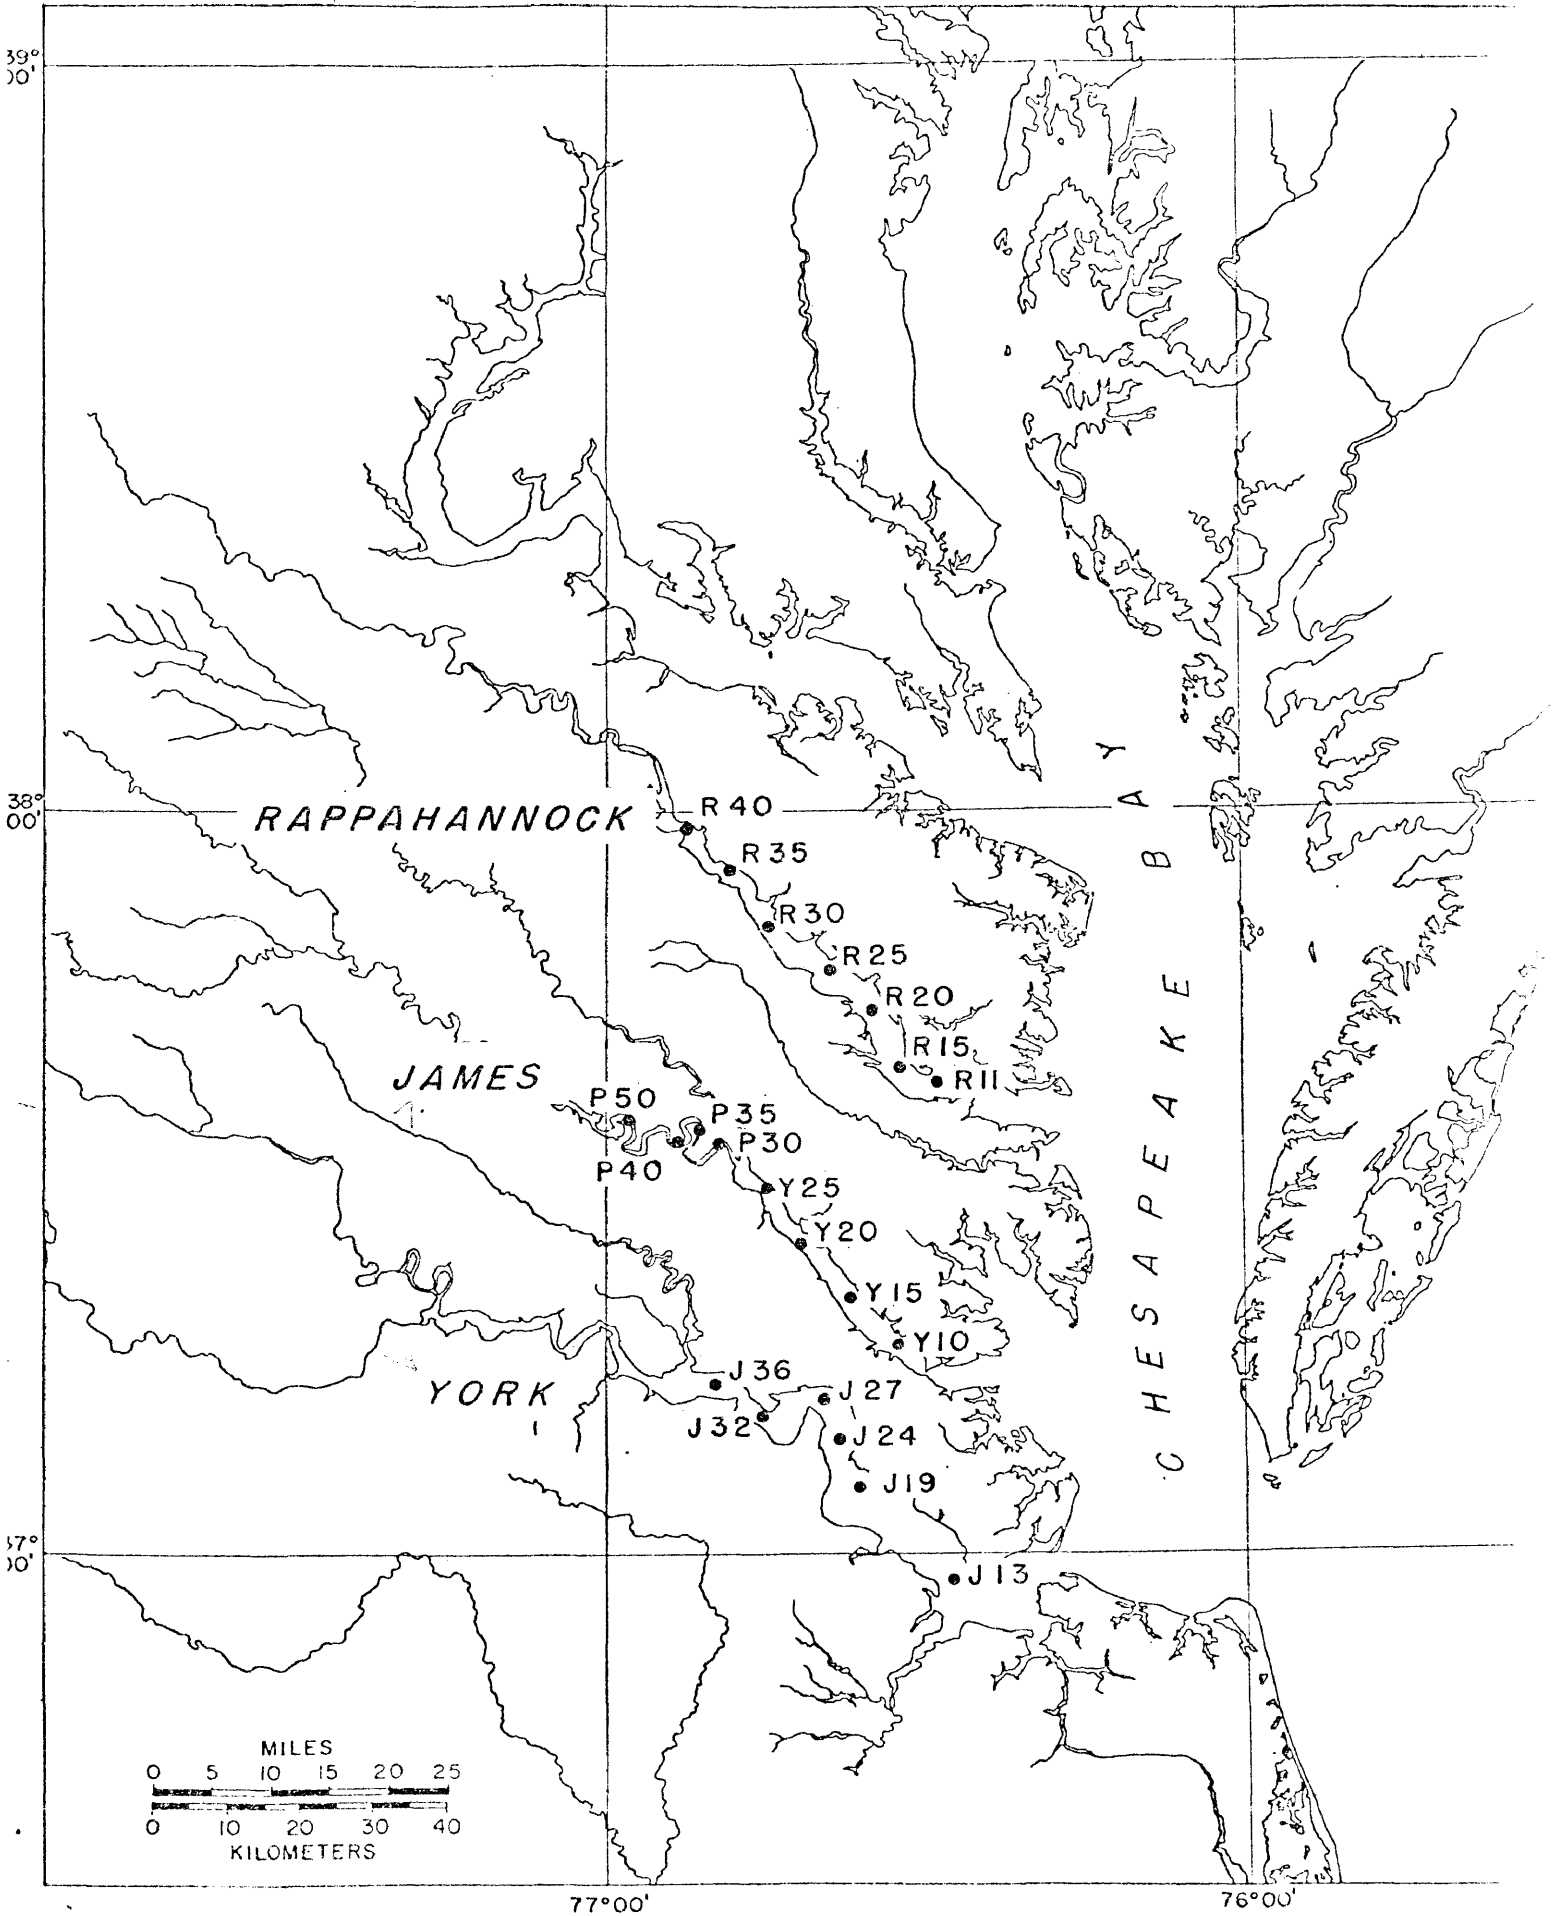 39°
00'
CHESAPEAKE BAY
38°
00'
RAPPAHANNOCK
R40
R35
R30
R25
R20
R15
R11
JAMES
P50
P35
P40
P30
Y25
Y20
Y15
Y10
YORK
J36
J27
J32
J24
J19
37°
00'
J13
MILES
0 5 10 15 20 25
0 10 20 30 40
KILOMETERS
77°00'
76°00'